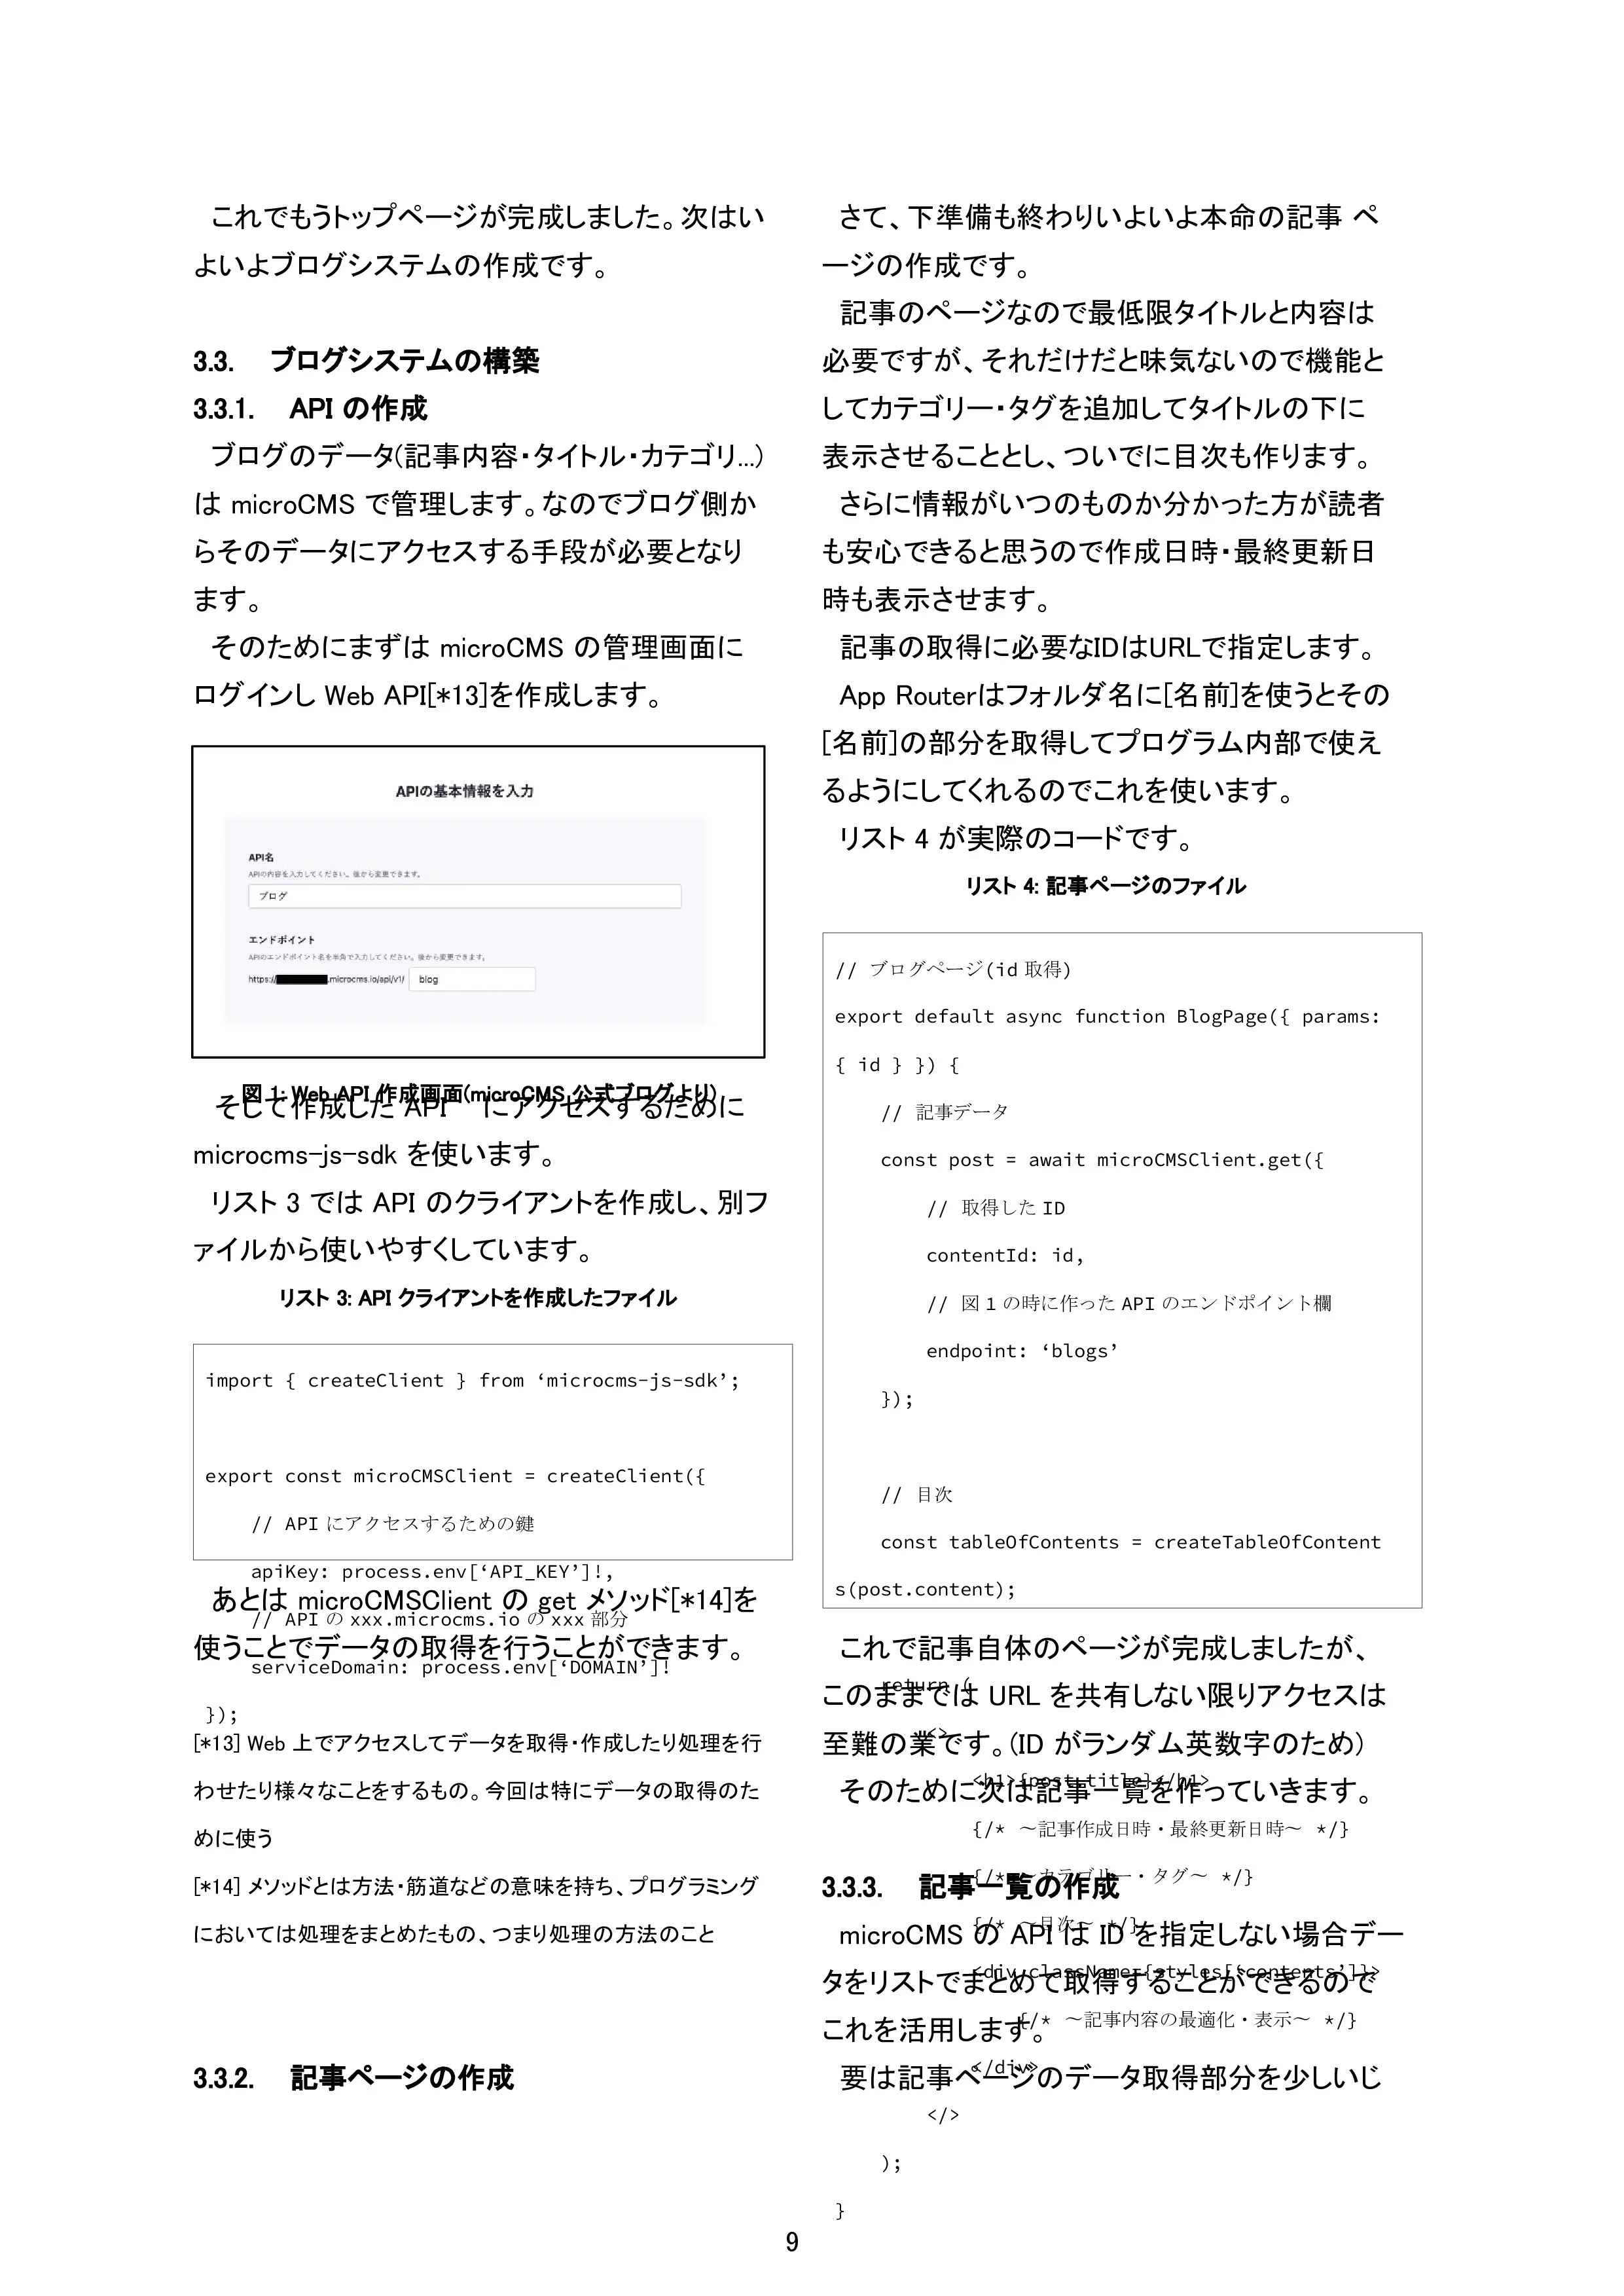 これでもうトップページが完成しました。次はい
よいよブログシステムの作成です。
3.3. ブログシステムの構築
3.3.1. API の作成
ブログのデータ(記事内容・タイトル・カテゴリ...)
は microCMS で管理します。なのでブログ側か
らそのデータにアクセスする手段が必要となり
ます。
そのためにまずは microCMS の管理画面に
ログインし Web API[*13]を作成します。
APIの基本情報を入力
API名
APIの内容を入力してください。後から変更できます。
ブログ
エンドポイント
APIのエンドポイント名を半角で入力してください。後から変更できます。
https:// .microcms.io/api/v1/ blog
図 1: Web API 作成画面(microCMS 公式ブログより)
そして作成した API にアクセスするために
microcms-js-sdk を使います。
リスト 3 では API のクライアントを作成し、別フ
ァイルから使いやすくしています。
リスト 3: API クライアントを作成したファイル
import { createClient } from ‘microcms-js-sdk’;
export const microCMSClient = createClient({
// API にアクセスするための鍵
apiKey: process.env[‘API_KEY’]!,
// API の xxx.microcms.io の xxx 部分
serviceDomain: process.env[‘DOMAIN’]!
});
あとは microCMSClient の get メソッド[*14]を
使うことでデータの取得を行うことができます。
[*13] Web 上でアクセスしてデータを取得・作成したり処理を行
わせたり様々なことをするもの。今回は特にデータの取得のた
めに使う
[*14] メソッドとは方法・筋道などの意味を持ち、プログラミング
においては処理をまとめたもの、つまり処理の方法のこと
3.3.2. 記事ページの作成
さて、下準備も終わりいよいよ本命の記事 ペ
ージの作成です。
記事のページなので最低限タイトルと内容は
必要ですが、それだけだと味気ないので機能と
してカテゴリー・タグを追加してタイトルの下に
表示させることとし、ついでに目次も作ります。
さらに情報がいつのものか分かった方が読者
も安心できると思うので作成日時・最終更新日
時も表示させます。
記事の取得に必要なIDはURLで指定します。
App Routerはフォルダ名に[名前]を使うとその
[名前]の部分を取得してプログラム内部で使え
るようにしてくれるのでこれを使います。
リスト 4 が実際のコードです。
リスト 4: 記事ページのファイル
// ブログページ(id 取得)
export default async function BlogPage({ params:
{ id } }) {
// 記事データ
const post = await microCMSClient.get({
// 取得した ID
contentId: id,
// 図 1 の時に作った API のエンドポイント欄
endpoint: ‘blogs’
});
// 目次
const tableOfContents = createTableOfContent
s(post.content);
return (
<>
<h1>{post.title}</h1>
{/* ～記事作成日時・最終更新日時～ */}
{/* ～カテゴリー・タグ～ */}
{/* ～目次～ */}
<div className={styles[‘contents’]}>
{/* ～記事内容の最適化・表示～ */}
</div>
</>
);
}
これで記事自体のページが完成しましたが、
このままでは URL を共有しない限りアクセスは
至難の業です。(ID がランダム英数字のため)
そのために次は記事一覧を作っていきます。
3.3.3. 記事一覧の作成
microCMS の API は ID を指定しない場合デー
タをリストでまとめて取得することができるので
これを活用します。
要は記事ページのデータ取得部分を少しいじ
9